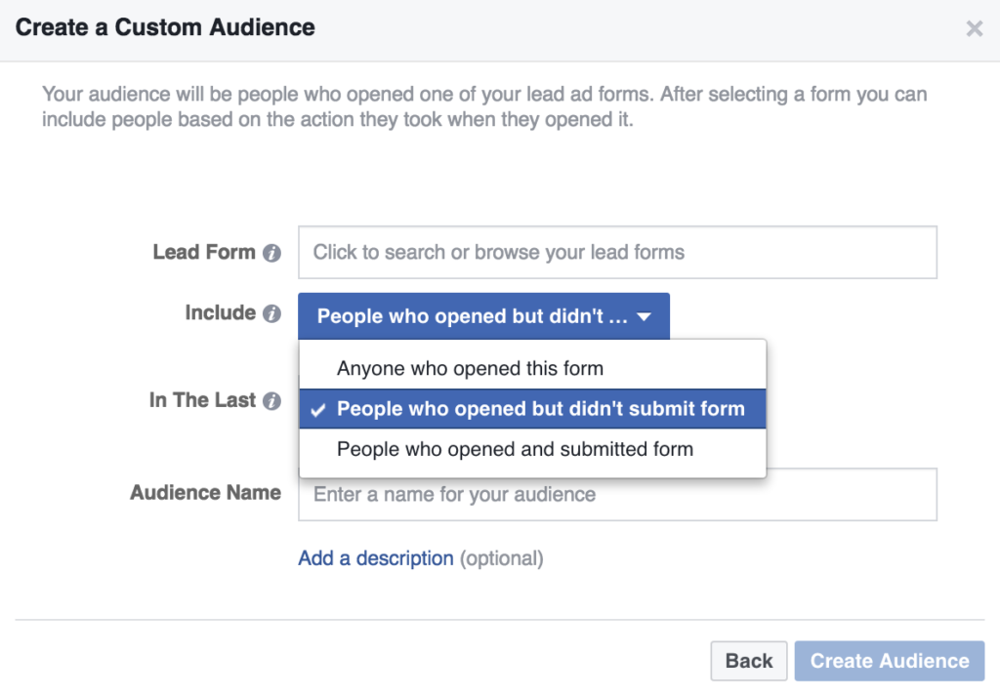 Create a Custom Audience
Your audience will be people who opened one of your lead ad forms. After selecting a form you can
include people based on the action they took when they opened it.
Lead Form
Click to search or browse your lead forms
Include
People who opened but didn't ...
Anyone who opened this form
In The Last
People who opened but didn't submit form
People who opened and submitted form
Audience Name
Enter a name for your audience
Add a description (optional)
Back
Create Audience